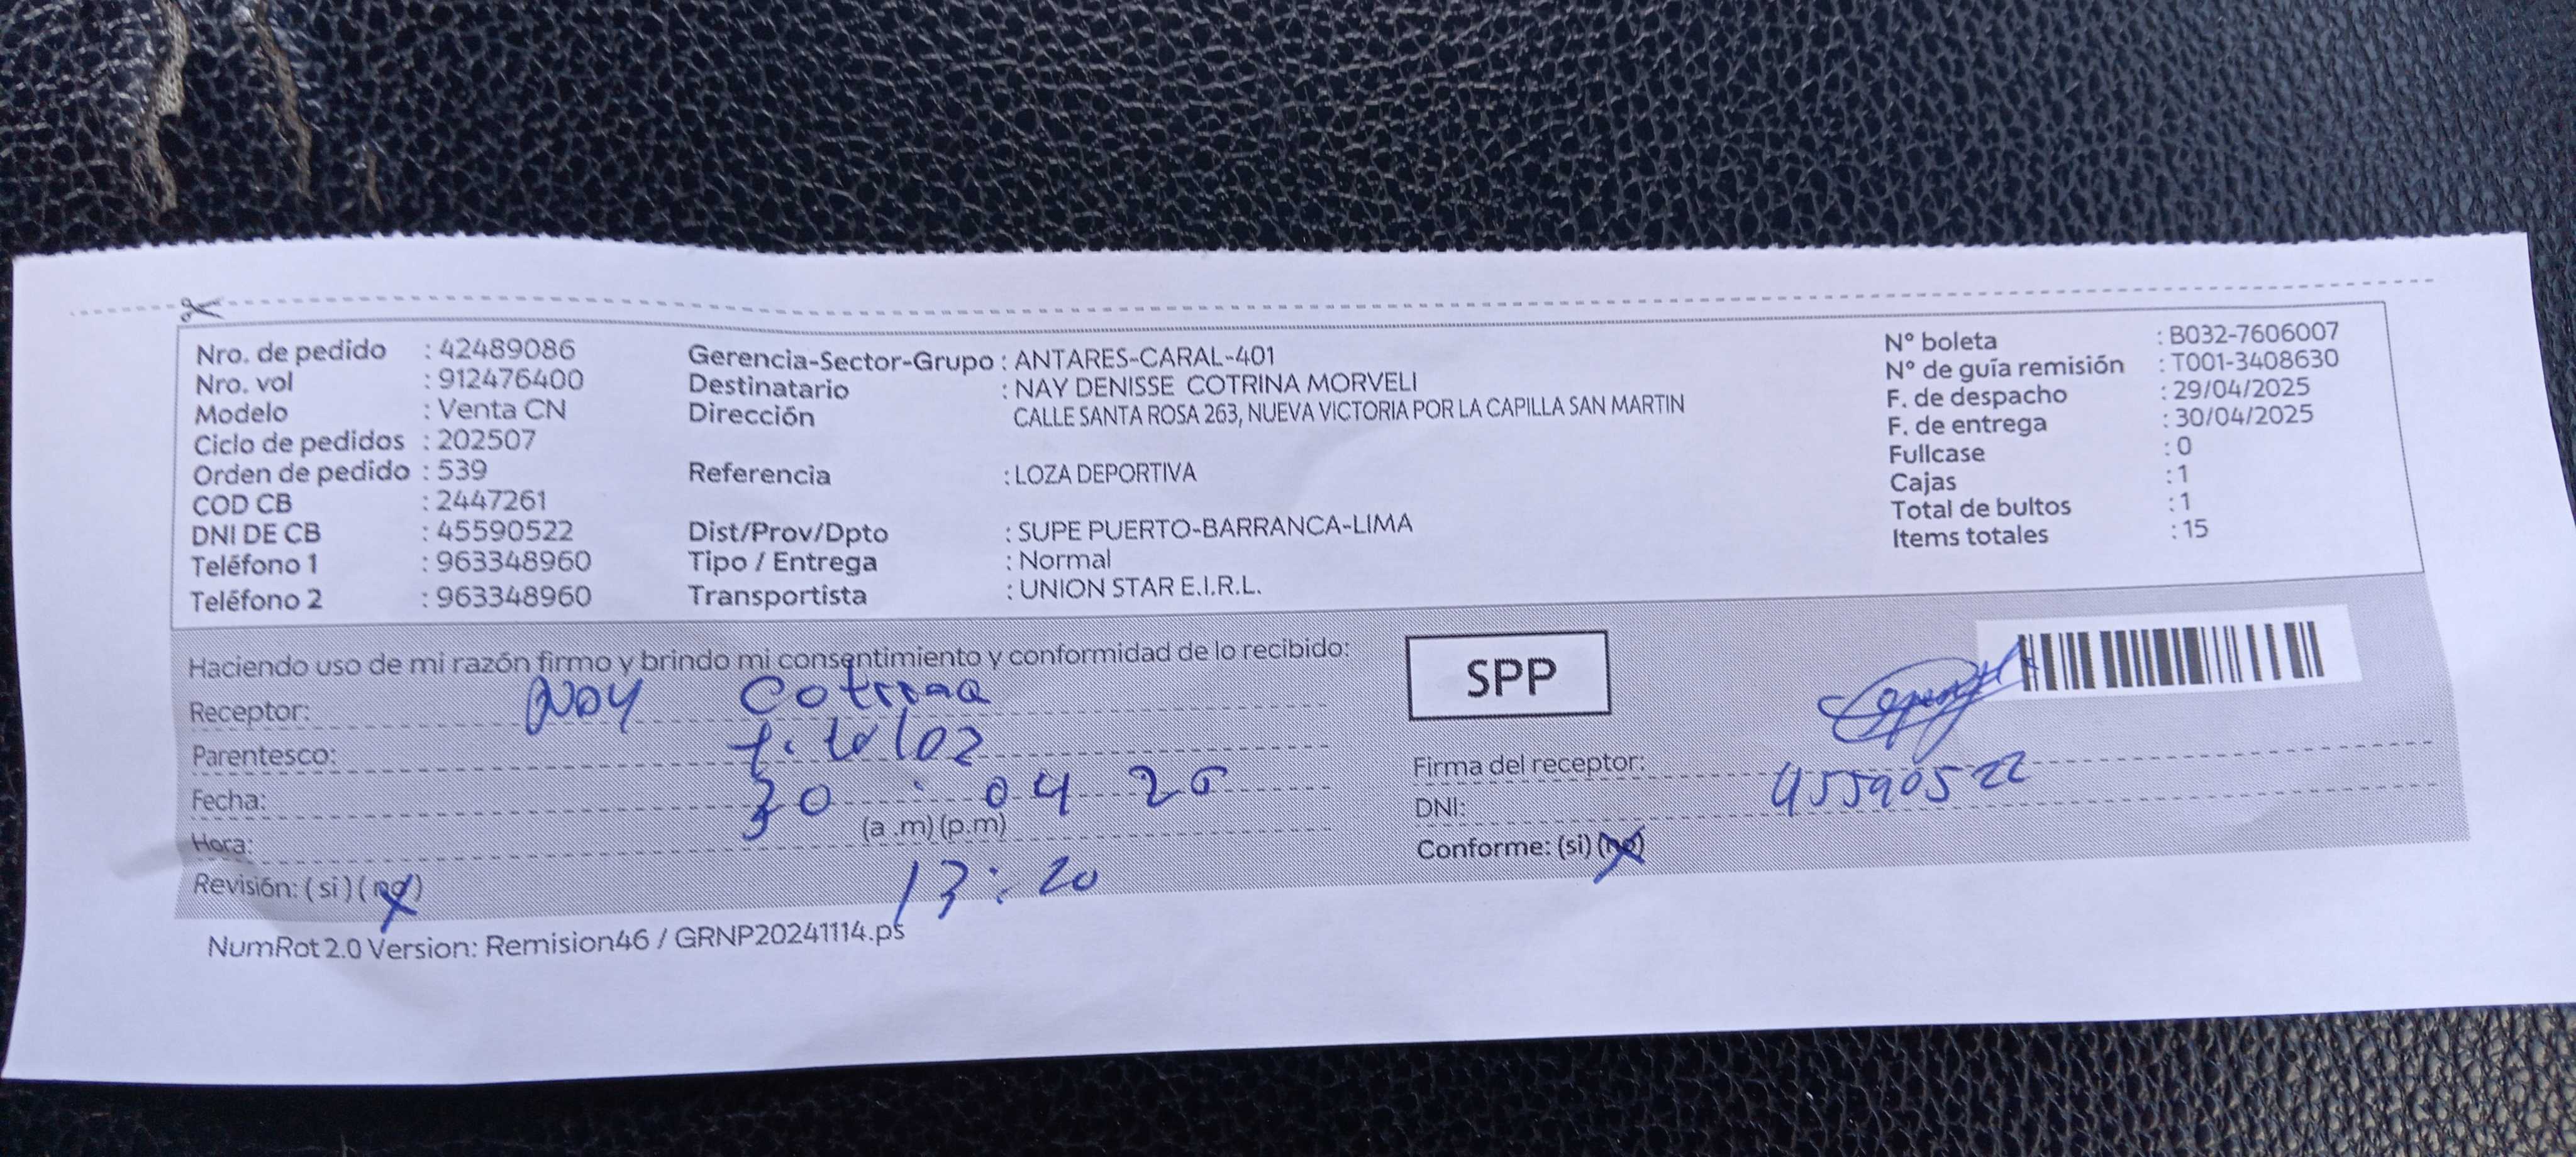 Nro. de pedido : 42489086
Nro. vol : 912476400
Modelo : Venta CN
Ciclo de pedidos : 202507
Orden de pedido : 539
COD CB : 2447261
DNI DE CB : 45590522
Teléfono 1 : 963348960
Teléfono 2 : 963348960
Gerencia-Sector-Grupo : ANTARES-CARAL-401
Destinatario : NAY DENISSE COTRINA MORVELI
Dirección CALLE SANTA ROSA 263, NUEVA VICTORIA POR LA CAPILLA SAN MARTIN
Referencia : LOZA DEPORTIVA
Dist/Prov/Dpto : SUPE PUERTO-BARRANCA-LIMA
Tipo / Entrega : Normal
Transportista : UNION STAR E.I.R.L.
N° boleta : B032-7606007
N° de guía remisión : T001-3408630
F. de despacho : 29/04/2025
F. de entrega : 30/04/2025
Fullcase : 0
Cajas : 1
Total de bultos : 1
Items totales : 15
Haciendo uso de mi razón firmo y brindo mi consentimiento y conformidad de lo recibido:
Receptor: Nay Cotrina
Parentesco:
Fecha: 30 04 25
Hora: (a .m) (p.m) 13:20
Revisión: (si) (no)
SPP
Firma del receptor:
DNI: 45590522
Conforme: (si) (no)
NumRot 2.0 Version: Remision46 / GRNP20241114.ps